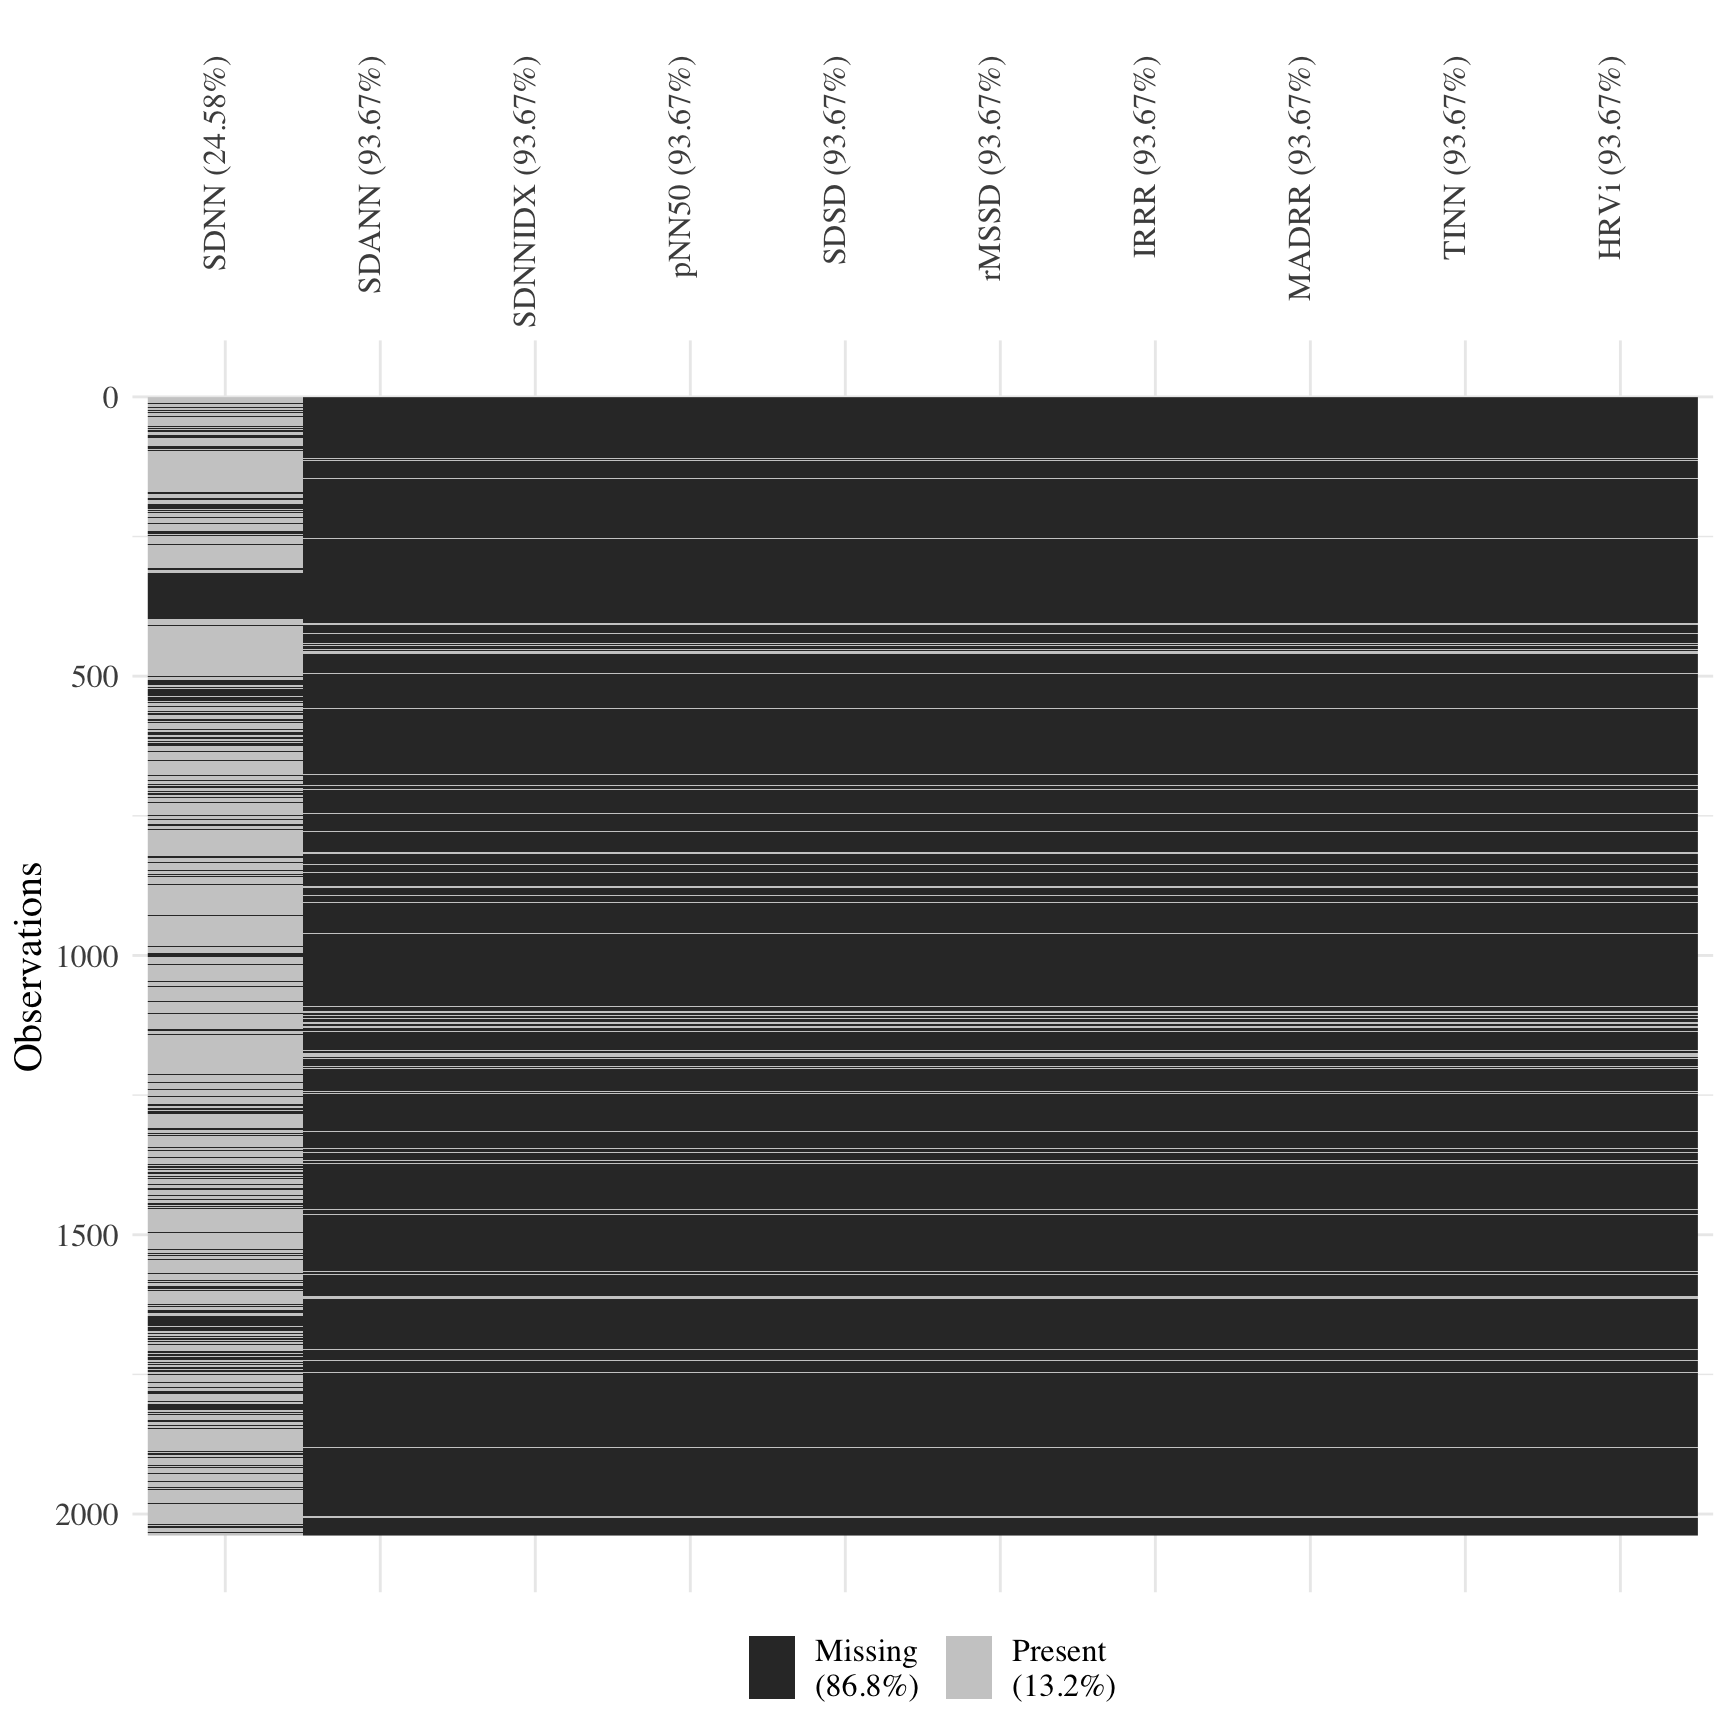 SDNN (24.58%)
SDANN (93.67%)
SDNNIDX (93.67%)
pNN50 (93.67%)
SDSD (93.67%)
rMSSD (93.67%)
IRRR (93.67%)
MADRR (93.67%)
TINN (93.67%)
HRVi (93.67%)
0
500
1000
1500
2000
Observations
Missing
(86.8%)
Present
(13.2%)